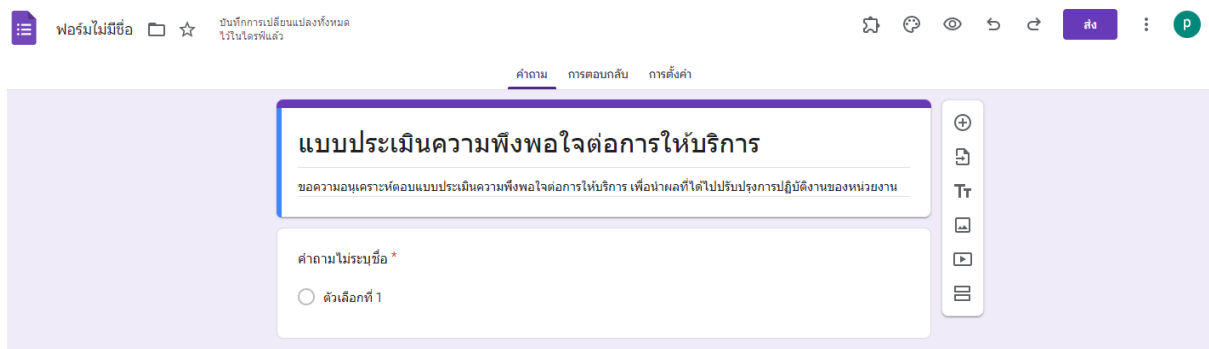 ฟอร์มไม่มีชื่อ
บันทึกการเปลี่ยนแปลงทั้งหมด
ไว้ในไดรฟ์แล้ว
ส่ง
p
คำถาม การตอบกลับ การตั้งค่า
แบบประเมินความพึงพอใจต่อการให้บริการ
ขอความอนุเคราะห์ตอบแบบประเมินความพึงพอใจต่อการให้บริการ เพื่อนำผลที่ได้ไปปรับปรุงการปฏิบัติงานของหน่วยงาน
Tт
คำถามไม่ระบุชื่อ *
ตัวเลือกที่ 1